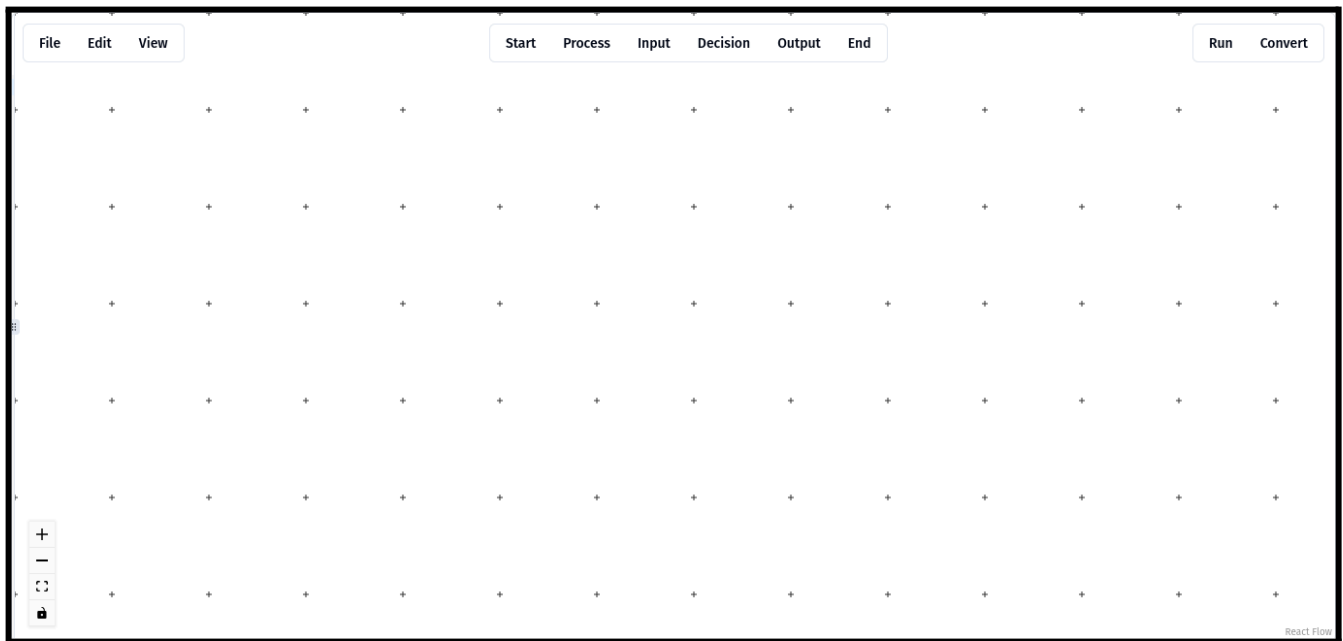 File Edit View Start Process Input Decision Output End Run Convert
React Flow